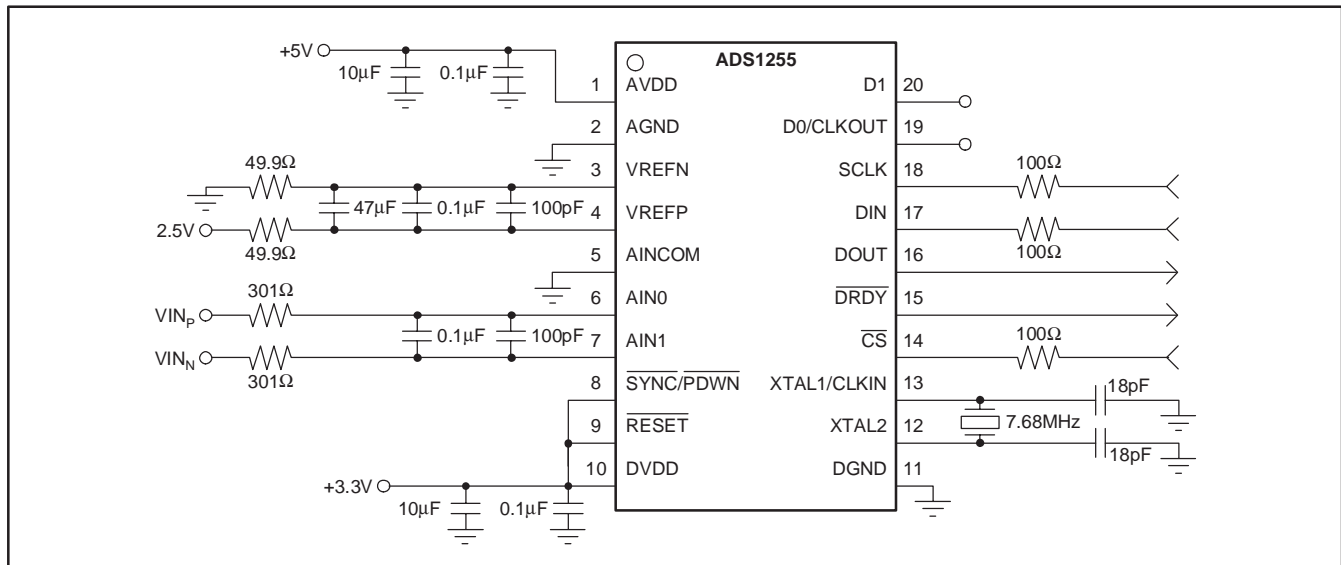 ADS1255
+5V
10μF
0.1μF
1 AVDD
D1 20
2 AGND
D0/CLKOUT 19
49.9Ω
3 VREFN
SCLK 18
100Ω
47μF
0.1μF
100pF
4 VREFP
DIN 17
2.5V
49.9Ω
100Ω
5 AINCOM
DOUT 16
301Ω
6 AIN0
DRDY 15
VINP
0.1μF
100pF
7 AIN1
CS 14
100Ω
VINN
301Ω
8 SYNC/PDWN
XTAL1/CLKIN 13
18pF
7.68MHz
9 RESET
XTAL2 12
18pF
10 DVDD
DGND 11
+3.3V
10μF
0.1μF